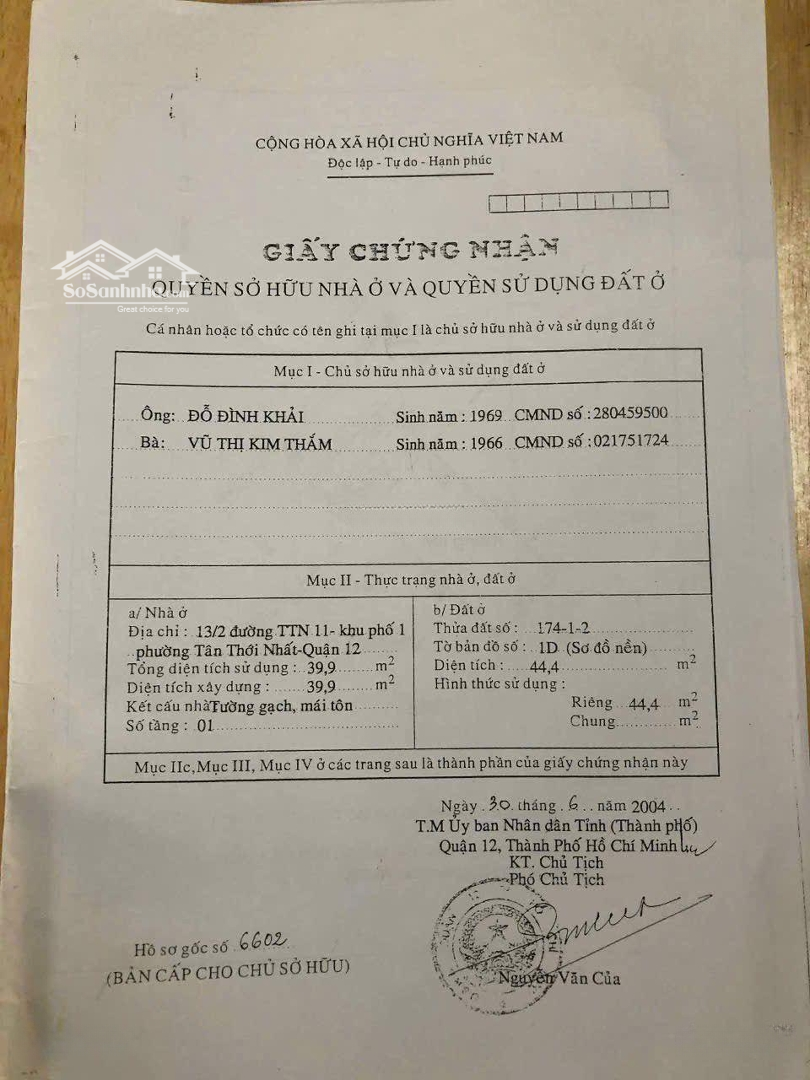 CỘNG HÒA XÃ HỘI CHỦ NGHĨA VIỆT NAM
Độc lập - Tự do - Hạnh phúc
GIẤY CHỨNG NHẬN
QUYỀN SỞ HỮU NHÀ Ở VÀ QUYỀN SỬ DỤNG ĐẤT Ở
SoSanhnha
Great choice for you
Cá nhân hoặc tổ chức có tên ghi tại mục I là chủ sở hữu nhà ở và sử dụng đất ở
Mục I - Chủ sở hữu nhà ở và sử dụng đất ở
Ông: ĐỖ ĐÌNH KHẢI Sinh năm : 1969 CMND số : 280459500
Bà: VŨ THỊ KIM THẮM Sinh năm : 1966 CMND số : 021751724
Mục II - Thực trạng nhà ở, đất ở
a/ Nhà ở
Địa chỉ : 13/2 đường TTN 11- khu phố 1
phường Tân Thới Nhất-Quận 12
Tổng diện tích sử dụng : 39,9 m2
Diện tích xây dựng : 39,9 m2
Kết cấu nhà Tường gạch, mái tôn
Số tầng : 01
b/ Đất ở
Thửa đất số : 174-1-2
Tờ bản đồ số : 1D (Sơ đồ nền)
Diện tích : 44,4 m2
Hình thức sử dụng :
Riêng 44,4 m2
Chung m2
Mục IIc, Mục III, Mục IV ở các trang sau là thành phần của giấy chứng nhận này
Ngày 30 tháng 6 năm 2004
T.M Ủy ban Nhân dân Tỉnh (Thành phố)
Quận 12, Thành Phố Hồ Chí Minh
KT. Chủ Tịch
Phó Chủ Tịch
Nguyễn Văn Của
Hồ sơ gốc số 6602
(BẢN CẤP CHO CHỦ SỞ HỮU)